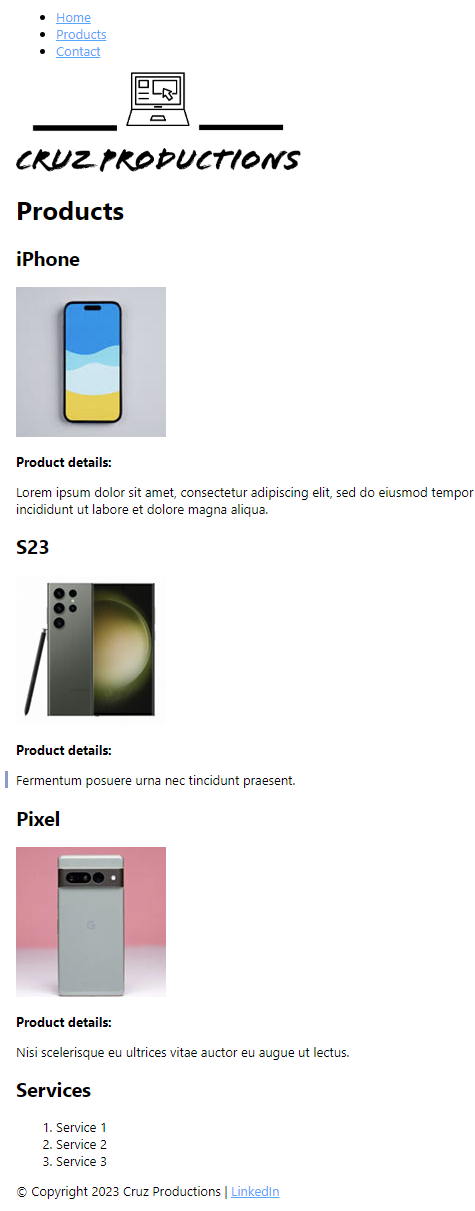 Home
Products
Contact
CRUZ PRODUCTIONS
Products
iPhone
Product details:
Lorem ipsum dolor sit amet, consectetur adipiscing elit, sed do eiusmod tempor
incididunt ut labore et dolore magna aliqua.
S23
Product details:
Fermentum posuere urna nec tincidunt praesent.
Pixel
G
Product details:
Nisi scelerisque eu ultrices vitae auctor eu augue ut lectus.
Services
1. Service 1
2. Service 2
3. Service 3
© Copyright 2023 Cruz Productions | LinkedIn